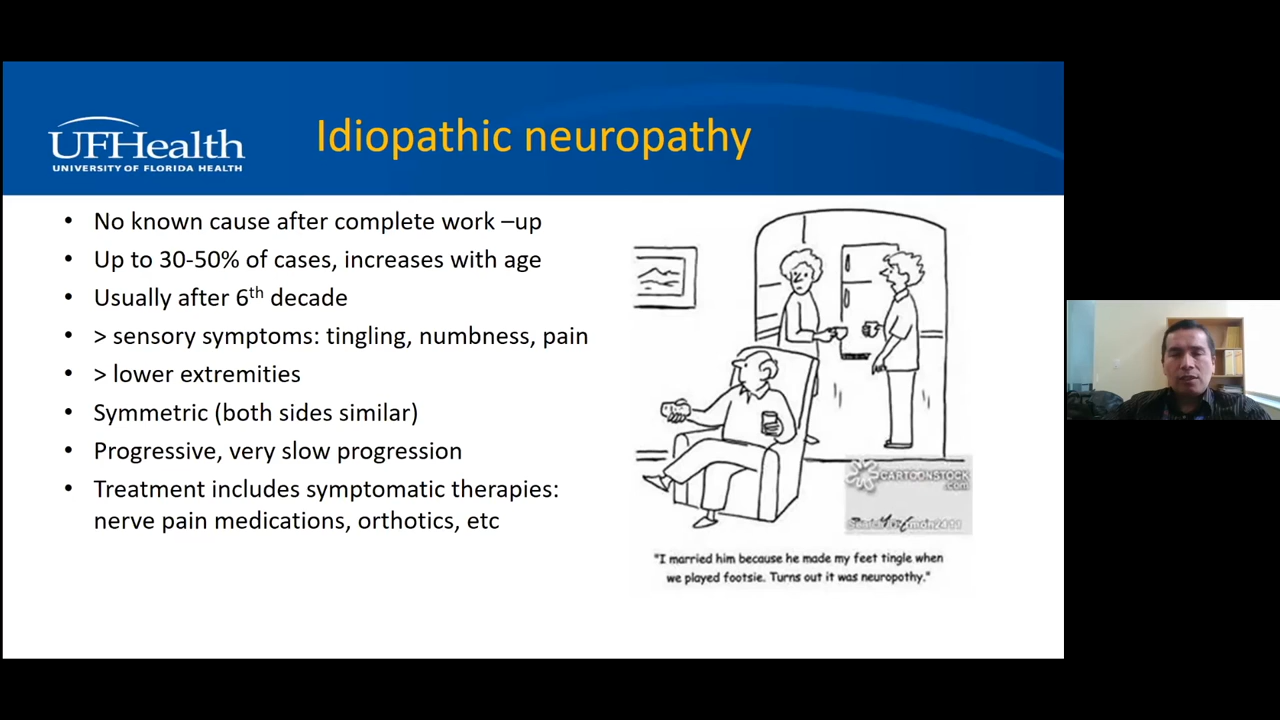 UFHealth
UNIVERSITY OF FLORIDA HEALTH
Idiopathic neuropathy
• No known cause after complete work –up
• Up to 30-50% of cases, increases with age
• Usually after 6th decade
• > sensory symptoms: tingling, numbness, pain
• > lower extremities
• Symmetric (both sides similar)
• Progressive, very slow progression
• Treatment includes symptomatic therapies:
nerve pain medications, orthotics, etc
CARTOONSTOCK
.com
"I married him because he made my feet tingle when
we played footsie. Turns out it was neuropothy."